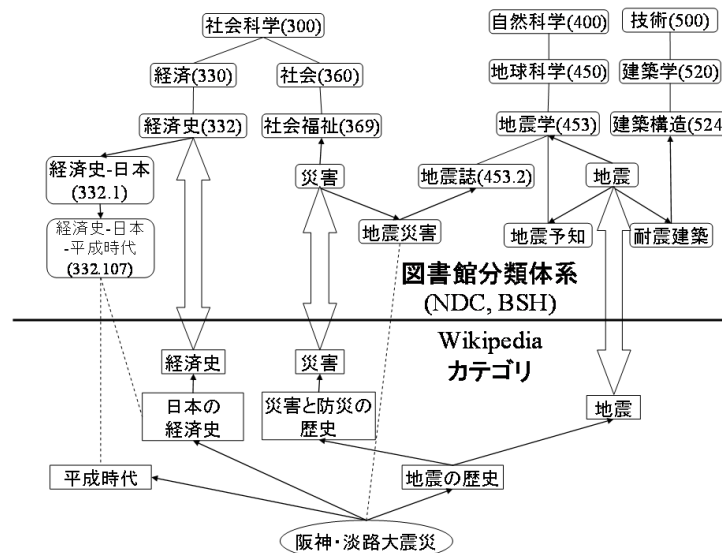 社会科学(300)
自然科学(400)
技術(500)
経済(330)
社会(360)
地球科学(450)
建築学(520)
経済史(332)
社会福祉(369)
地震学(453)
建築構造(524
経済史-日本
(332.1)
災害
地震誌(453.2)
地震
経済史-日本
-平成時代
(332.107)
地震災害
地震予知
耐震建築
図書館分類体系
(NDC, BSH)
Wikipedia
カテゴリ
経済史
災害
日本の
経済史
災害と防災の
歴史
地震
平成時代
地震の歴史
阪神・淡路大震災